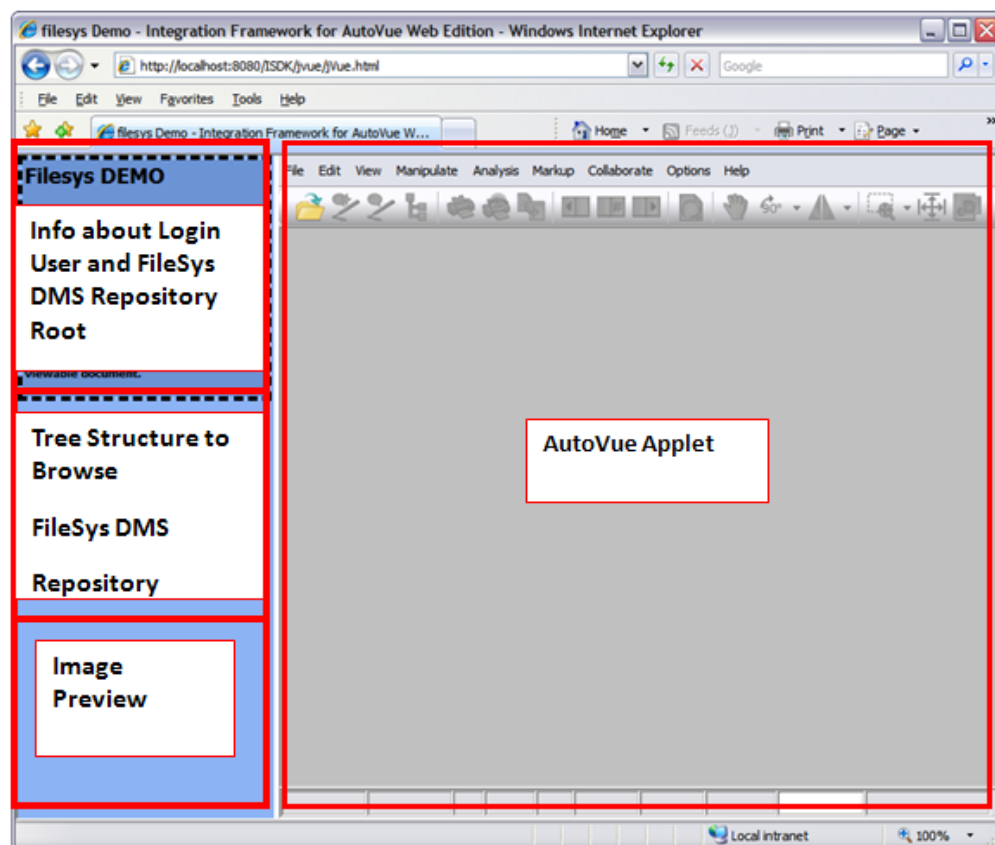 filesys Demo - Integration Framework for AutoVue Web Edition - Windows Internet Explorer
http://localhost:8080/ISDK/jvue/jVue.html
Google
File Edit View Favorites Tools Help
filesys Demo - Integration Framework for AutoVue W...
Home Feeds (J) Print Page »
Filesys DEMO
File Edit View Manipulate Analysis Markup Collaborate Options Help
90°
Info about Login
User and FileSys
DMS Repository
Root
viewable document.
Tree Structure to
Browse
FileSys DMS
Repository
AutoVue Applet
Image
Preview
Local intranet
100%